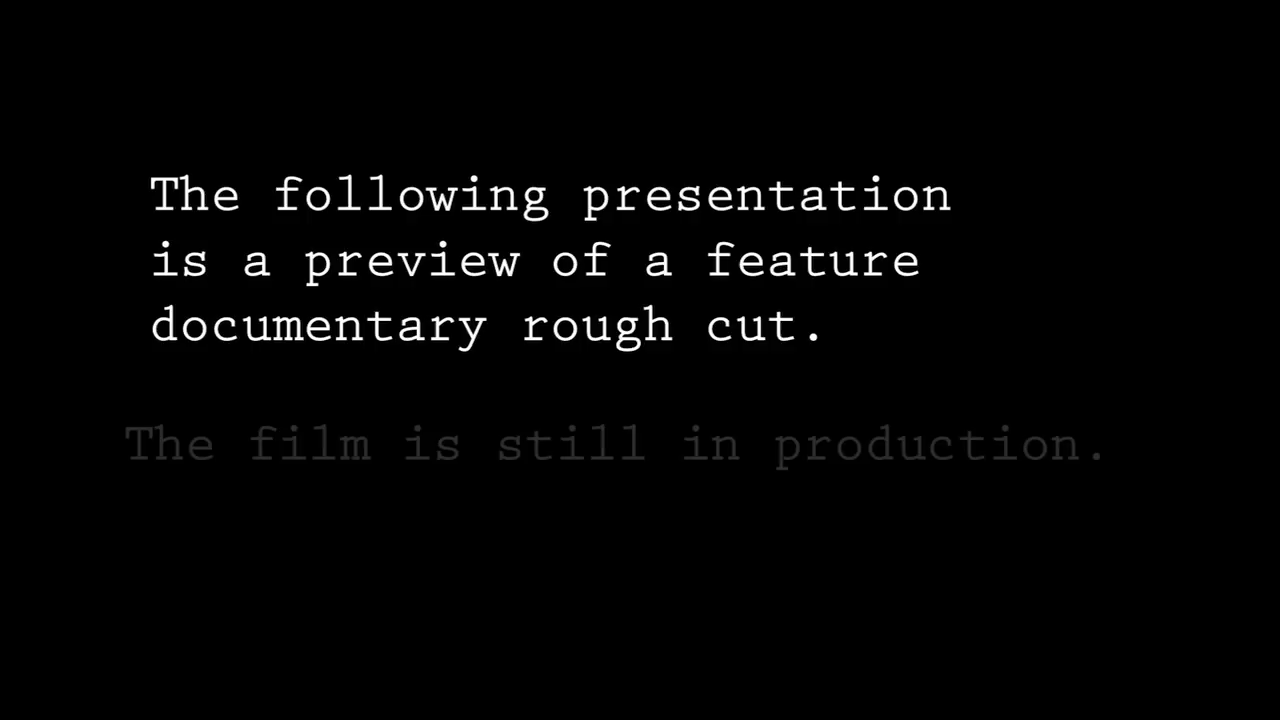 The following presentation
is a preview of a feature
documentary rough cut.
The film is still in production.